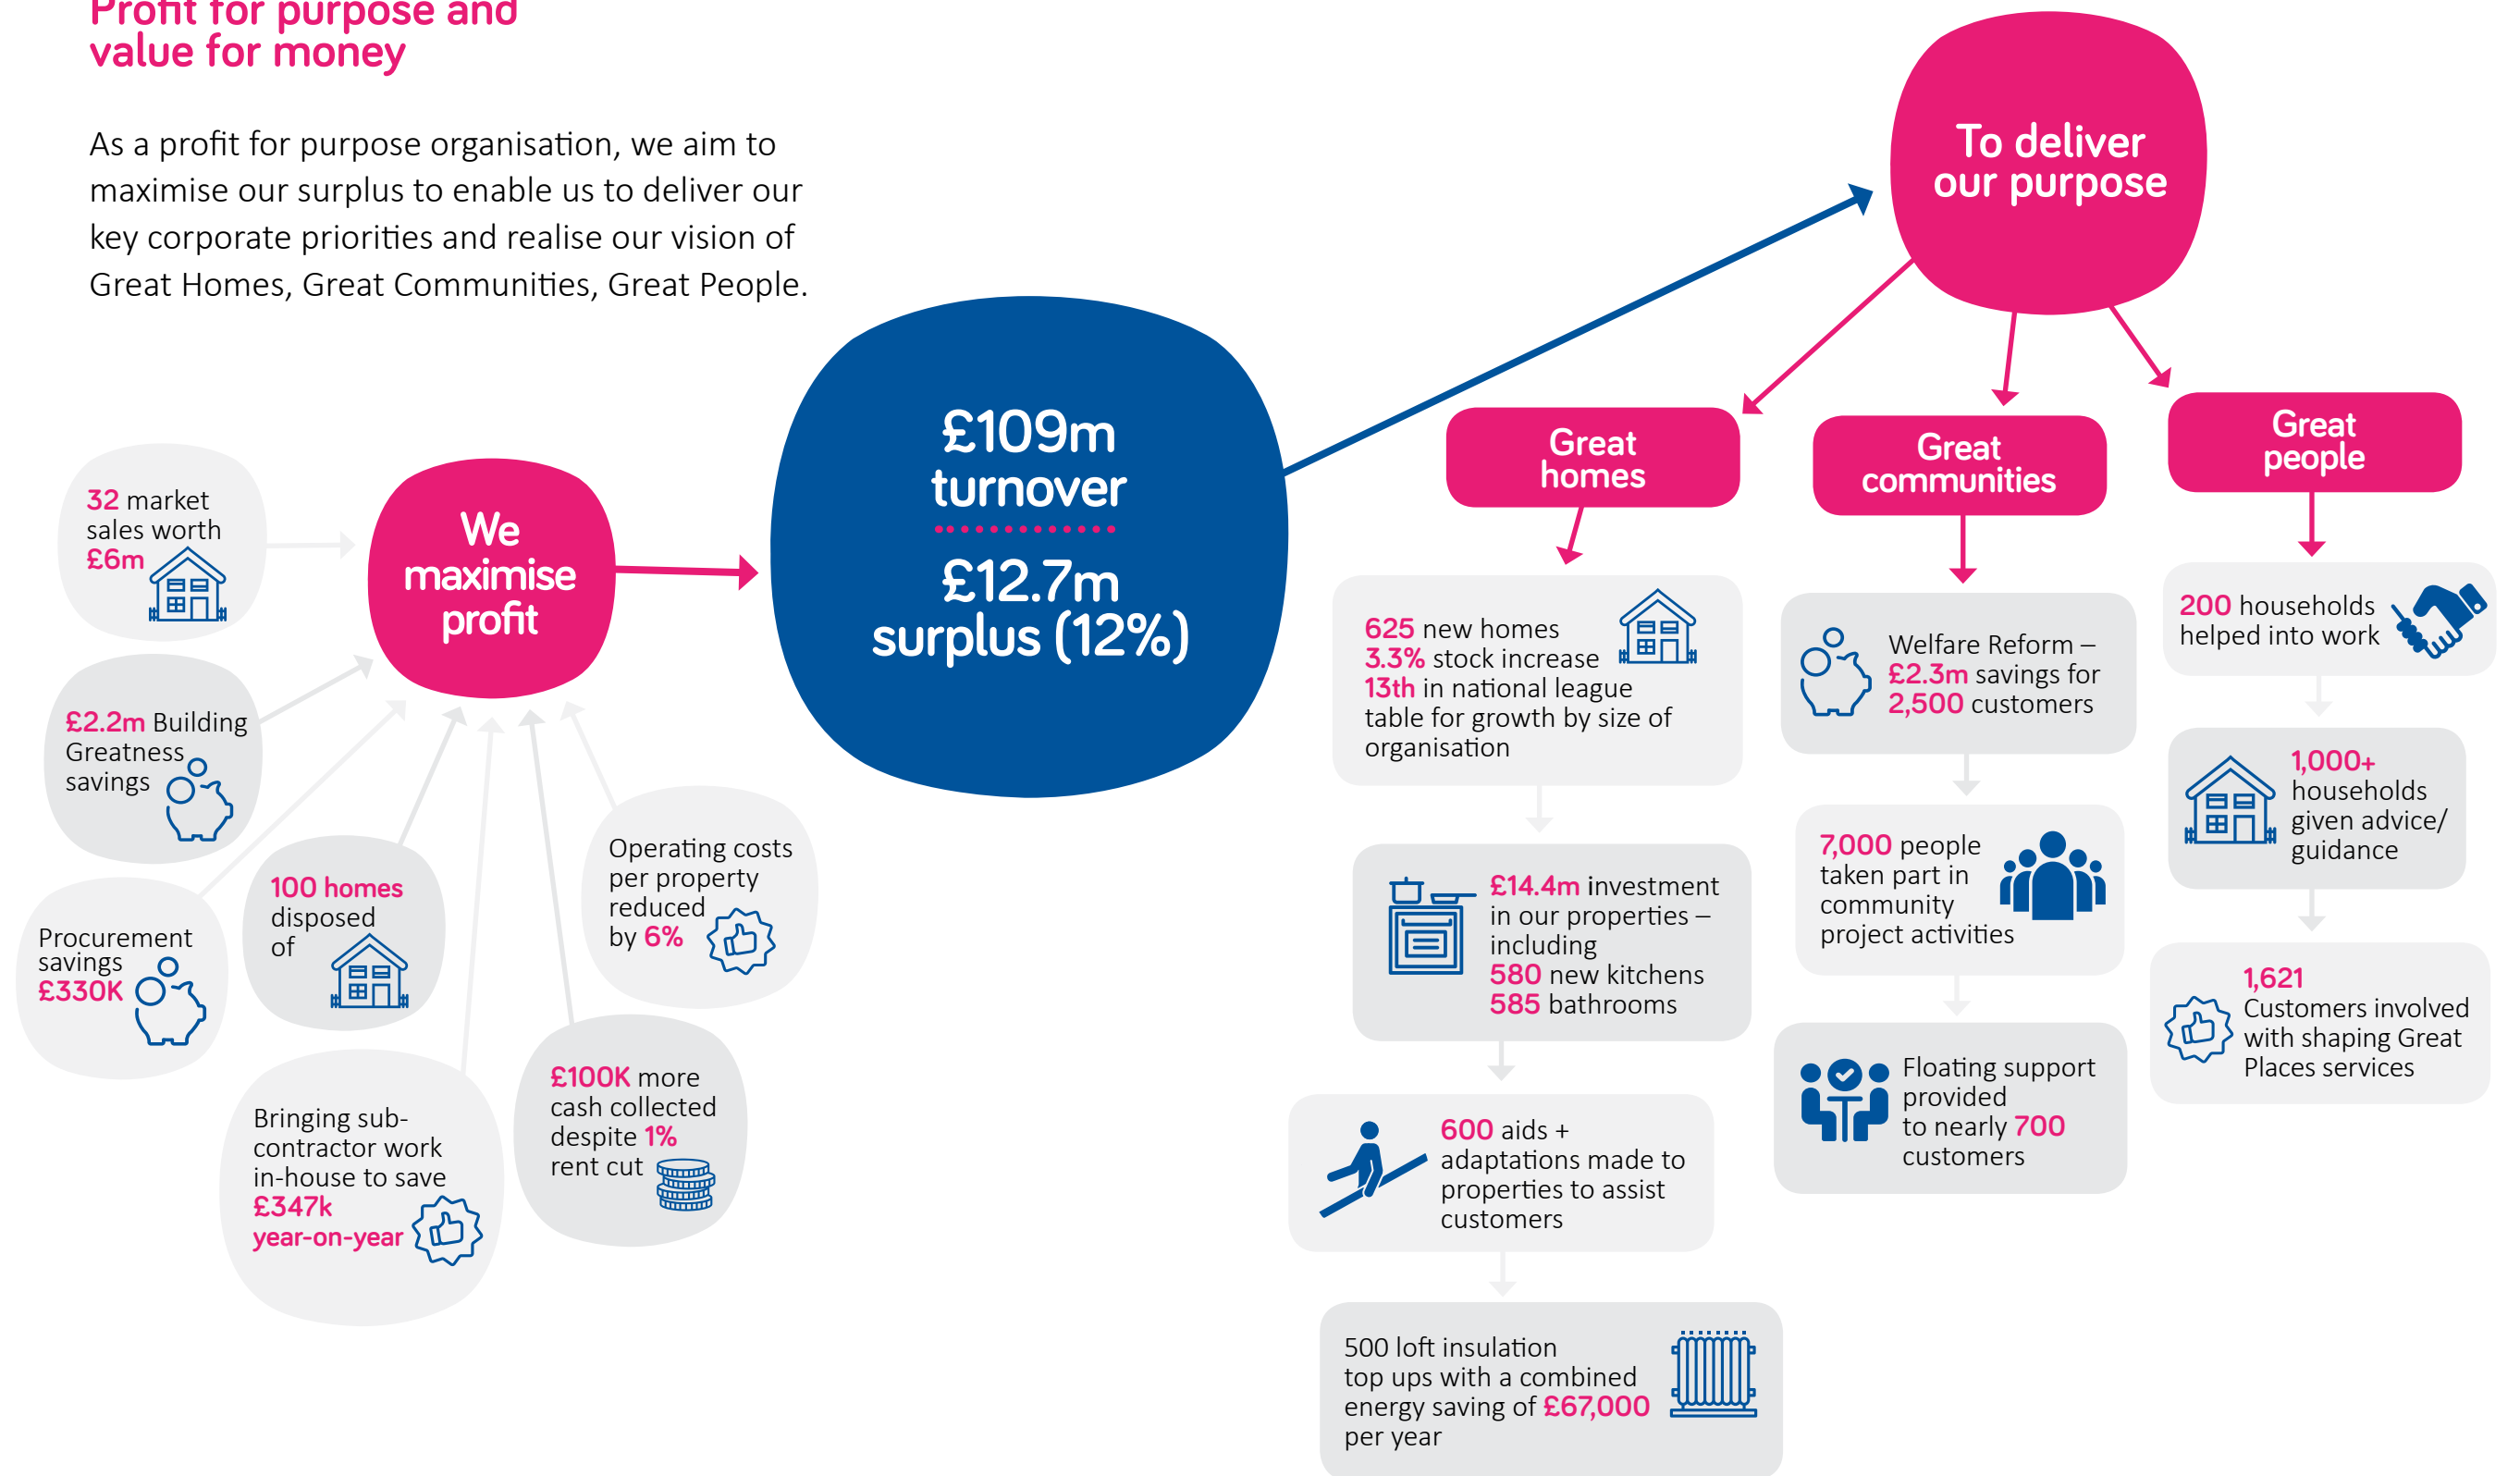 Profit for purpose and
value for money
As a profit for purpose organisation, we aim to
maximise our surplus to enable us to deliver our
key corporate priorities and realise our vision of
Great Homes, Great Communities, Great People.
32 market
sales worth
£6m
£2.2m Building
Greatness
savings
Procurement
savings
£330K
100 homes
disposed
of
Bringing sub-
contractor work
in-house to save
£347k
year-on-year
£100K more
cash collected
despite 1%
rent cut
Operating costs
per property
reduced
by 6%
We
maximise
profit
£109m
turnover
£12.7m
surplus (12%)
To deliver
our purpose
Great
homes
625 new homes
3.3% stock increase
13th in national league
table for growth by size of
organisation
£14.4m investment
in our properties –
including
580 new kitchens
585 bathrooms
600 aids +
adaptations made to
properties to assist
customers
500 loft insulation
top ups with a combined
energy saving of £67,000
per year
Great
communities
Welfare Reform –
£2.3m savings for
2,500 customers
7,000 people
taken part in
community
project activities
Floating support
provided
to nearly 700
customers
Great
people
200 households
helped into work
1,000+
households
given advice/
guidance
1,621
Customers involved
with shaping Great
Places services